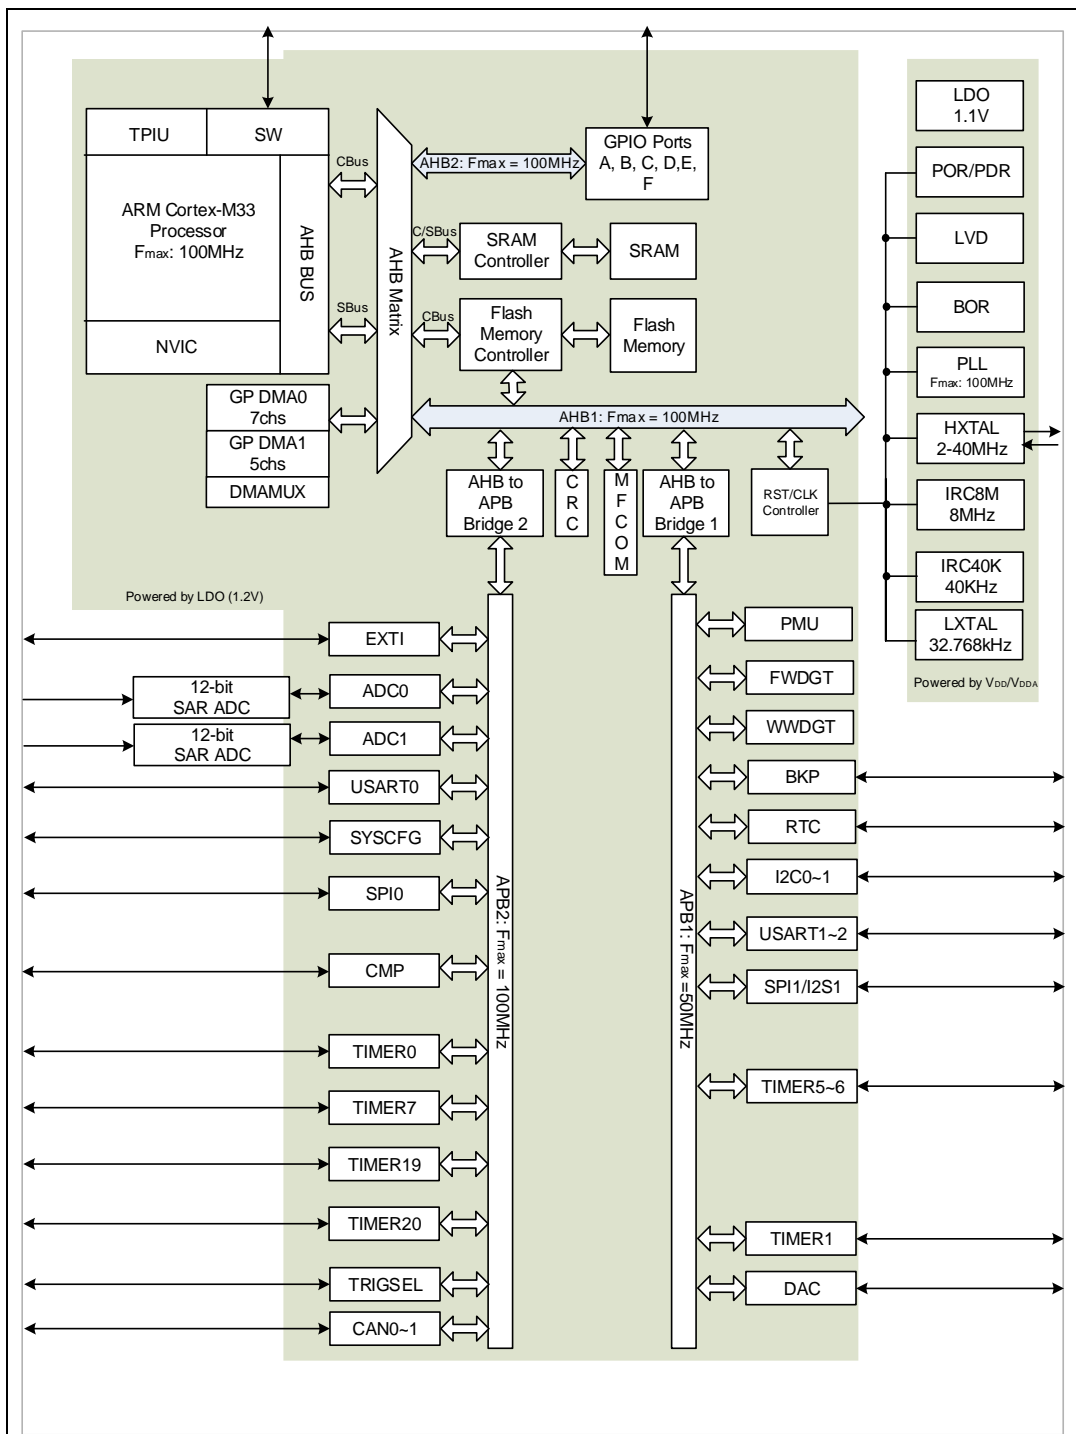 TPIU
SW
ARM Cortex-M33
Processor
Fmax: 100MHz
AHB BUS
NVIC
GP DMA0
7chs
GP DMA1
5chs
DMAMUX
CBus
SBus
AHB Matrix
AHB2: Fmax = 100MHz
GPIO Ports
A, B, C, D,E,
F
C/SBus
SRAM
Controller
SRAM
CBus
Flash
Memory
Controller
Flash
Memory
AHB1: Fmax = 100MHz
AHB to
APB
Bridge 2
C
R
C
M
F
C
O
M
AHB to
APB
Bridge 1
RST/CLK
Controller
LDO
1.1V
POR/PDR
LVD
BOR
PLL
Fmax: 100MHz
HXTAL
2-40MHz
IRC8M
8MHz
IRC40K
40KHz
LXTAL
32.768kHz
Powered by VDD/VDDA
Powered by LDO (1.2V)
EXTI
12-bit
SAR ADC
ADC0
12-bit
SAR ADC
ADC1
USART0
SYSCFG
SPI0
CMP
TIMER0
TIMER7
TIMER19
TIMER20
TRIGSEL
CAN0~1
APB2: Fmax = 100MHz
APB1: Fmax =50MHz
PMU
FWDGT
WWDGT
BKP
RTC
I2C0~1
USART1~2
SPI1/I2S1
TIMER5~6
TIMER1
DAC